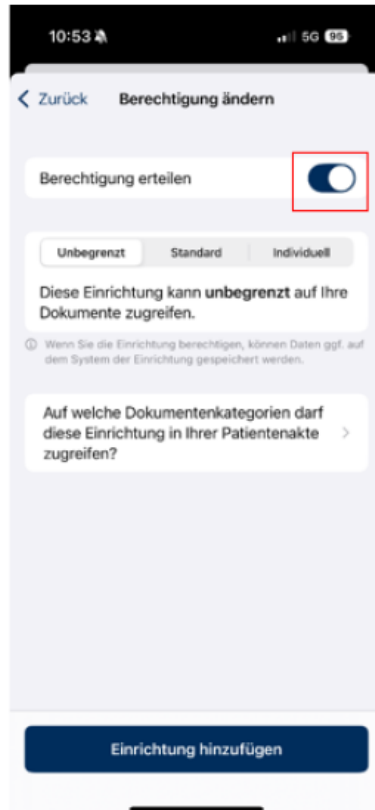 10:53
5G 95
Zurück Berechtigung ändern
Berechtigung erteilen
Unbegrenzt Standard Individuell
Diese Einrichtung kann unbegrenzt auf Ihre
Dokumente zugreifen.
Wenn Sie die Einrichtung berechtigen, können Daten ggf. auf
dem System der Einrichtung gespeichert werden.
Auf welche Dokumentenkategorien darf
diese Einrichtung in Ihrer Patientenakte
zugreifen?
Einrichtung hinzufügen